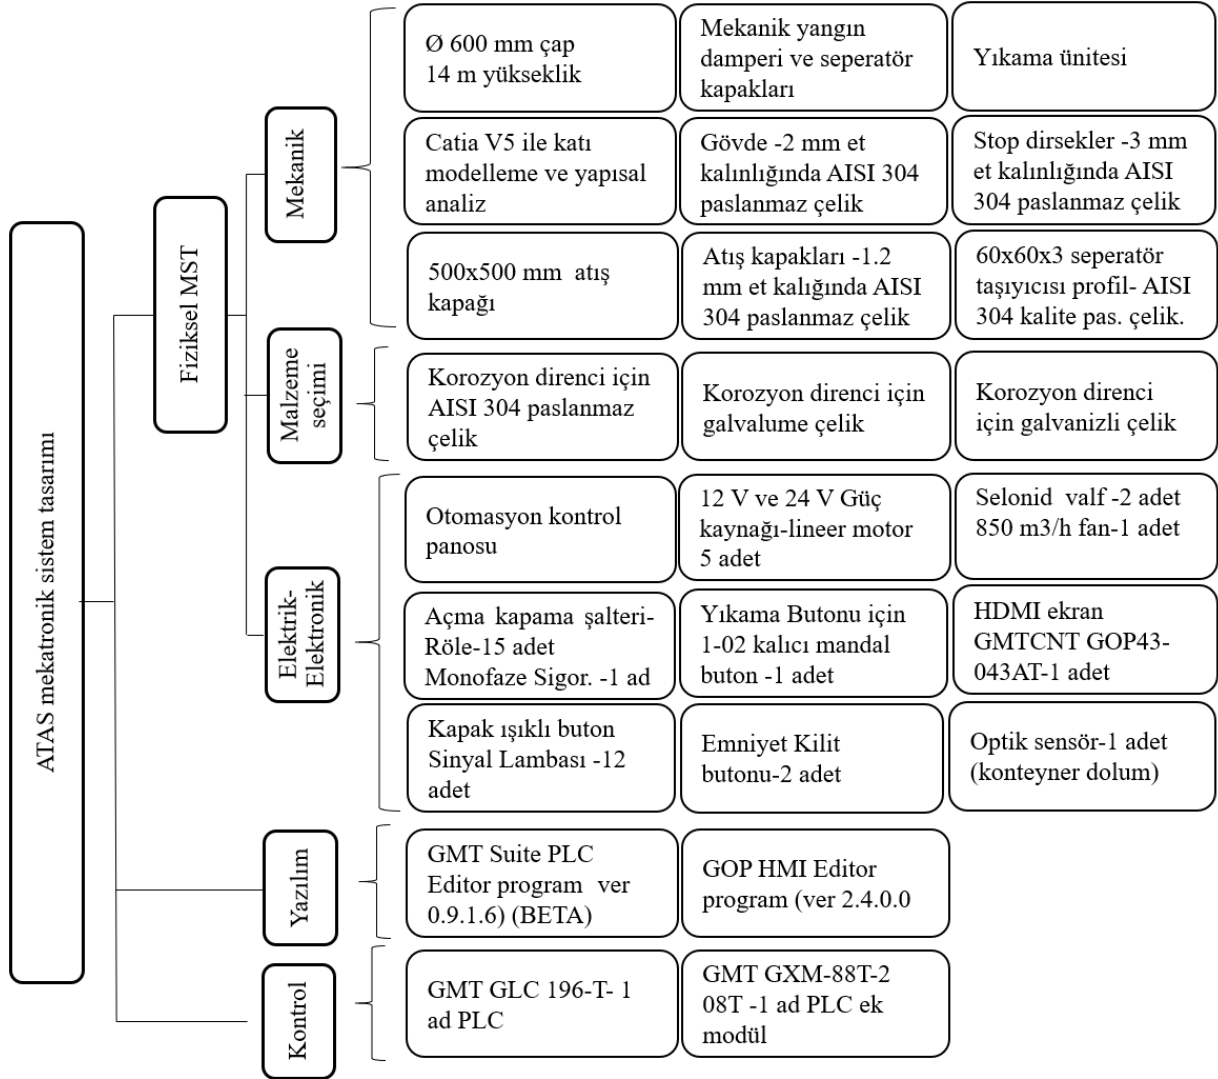 ATAS mekatronik sistem tasarımı
Fiziksel MST
Mekanik
Ø 600 mm çap
14 m yükseklik
Mekanik yangın
damperi ve seperatör
kapakları
Yıkama ünitesi
Catia V5 ile katı
modelleme ve yapısal
analiz
Gövde -2 mm et
kalınlığında AISI 304
paslanmaz çelik
Stop dirsekler -3 mm
et kalınlığında AISI
304 paslanmaz çelik
500x500 mm atış
kapağı
Atış kapakları -1.2
mm et kalığında AISI
304 paslanmaz çelik
60x60x3 seperatör
taşıyıcısı profil- AISI
304 kalite pas. çelik.
Malzeme
seçimi
Korozyon direnci için
AISI 304 paslanmaz
çelik
Korozyon direnci için
galvalume çelik
Korozyon direnci
için galvanizli çelik
Elektrik-
Elektronik
Otomasyon kontrol
panosu
12 V ve 24 V Güç
kaynağı-lineer motor
5 adet
Selonid valf -2 adet
850 m3/h fan-1 adet
Açma kapama şalteri-
Röle-15 adet
Monofaze Sigor. -1 ad
Yıkama Butonu için
1-02 kalıcı mandal
buton -1 adet
HDMI ekran
GMTCNT GOP43-
043AT-1 adet
Kapak ışıklı buton
Sinyal Lambası -12
adet
Emniyet Kilit
butonu-2 adet
Optik sensör-1 adet
(konteyner dolum)
Yazılım
GMT Suite PLC
Editor program ver
0.9.1.6) (BETA)
GOP HMI Editor
program (ver 2.4.0.0
Kontrol
GMT GLC 196-T- 1
ad PLC
GMT GXM-88T-2
08T -1 ad PLC ek
modül